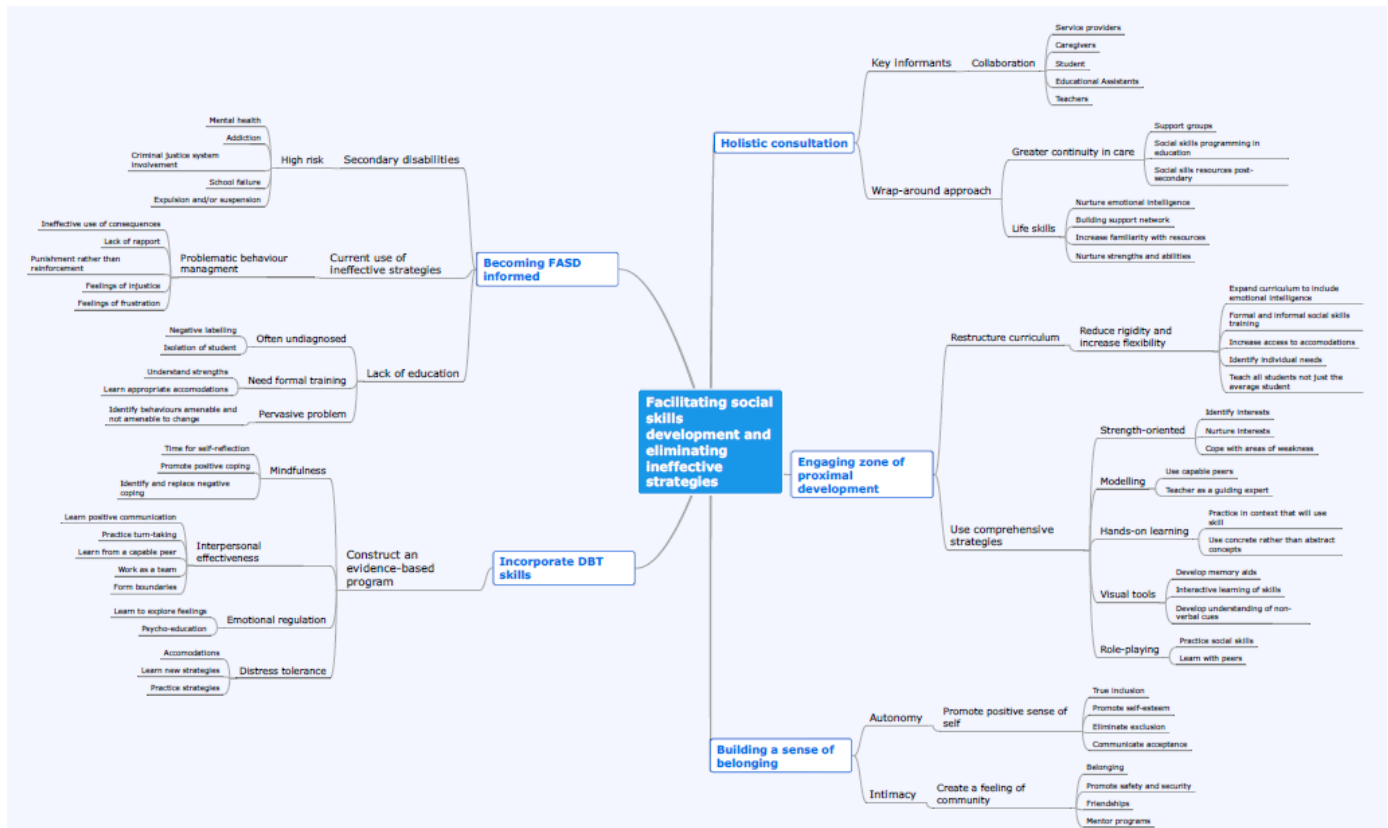 Facilitating social
skills
development and
eliminating
ineffective
strategies
Holistic consultation
Key informants
Collaboration
Service providers
Caregivers
Student
Educational Assistants
Teachers
Wrap-around approach
Greater continuity in care
Support groups
Social skills programming in
education
Social sills resources post-
secondary
Life skills
Nurture emotional intelligence
Building support network
Increase familiarity with resources
Nurture strengths and abilities
Engaging zone of
proximal
development
Restructure curriculum
Reduce rigidity and
increase flexibility
Expand curriculum to include
emotional intelligence
Formal and informal social skills
training
Increase access to accomodations
Identify individual needs
Teach all students not just the
average student
Use comprehensive
strategies
Strength-oriented
Identify interests
Nurture interests
Cope with areas of weakness
Modelling
Use capable peers
Teacher as a guiding expert
Hands-on learning
Practice in context that will use
skill
Use concrete rather than abstract
concepts
Visual tools
Develop memory aids
Interactive learning of skills
Develop understanding of non-
verbal cues
Role-playing
Practice social skills
Learn with peers
Building a sense of
belonging
Autonomy
Promote positive sense of
self
True inclusion
Promote self-esteem
Eliminate exclusion
Communicate acceptance
Intimacy
Create a feeling of
community
Belonging
Promote safety and security
Friendships
Mentor programs
Becoming FASD
informed
Secondary disabilities
High risk
Mental health
Addiction
Criminal justice system
involvement
School failure
Expulsion and/or suspension
Current use of
ineffective strategies
Problematic behaviour
managment
Ineffective use of consequences
Lack of rapport
Punishment rather than
reinforcement
Feelings of injustice
Feelings of frustration
Lack of education
Often undiagnosed
Negative labelling
Isolation of student
Need formal training
Understand strengths
Learn appropriate accomodations
Pervasive problem
Identify behaviours amenable and
not amenable to change
Incorporate DBT
skills
Construct an
evidence-based
program
Mindfulness
Time for self-reflection
Promote positive coping
Identify and replace negative
coping
Interpersonal
effectiveness
Learn positive communication
Practice turn-taking
Learn from a capable peer
Work as a team
Form boundaries
Emotional regulation
Learn to explore feelings
Psycho-education
Distress tolerance
Accomodations
Learn new strategies
Practice strategies